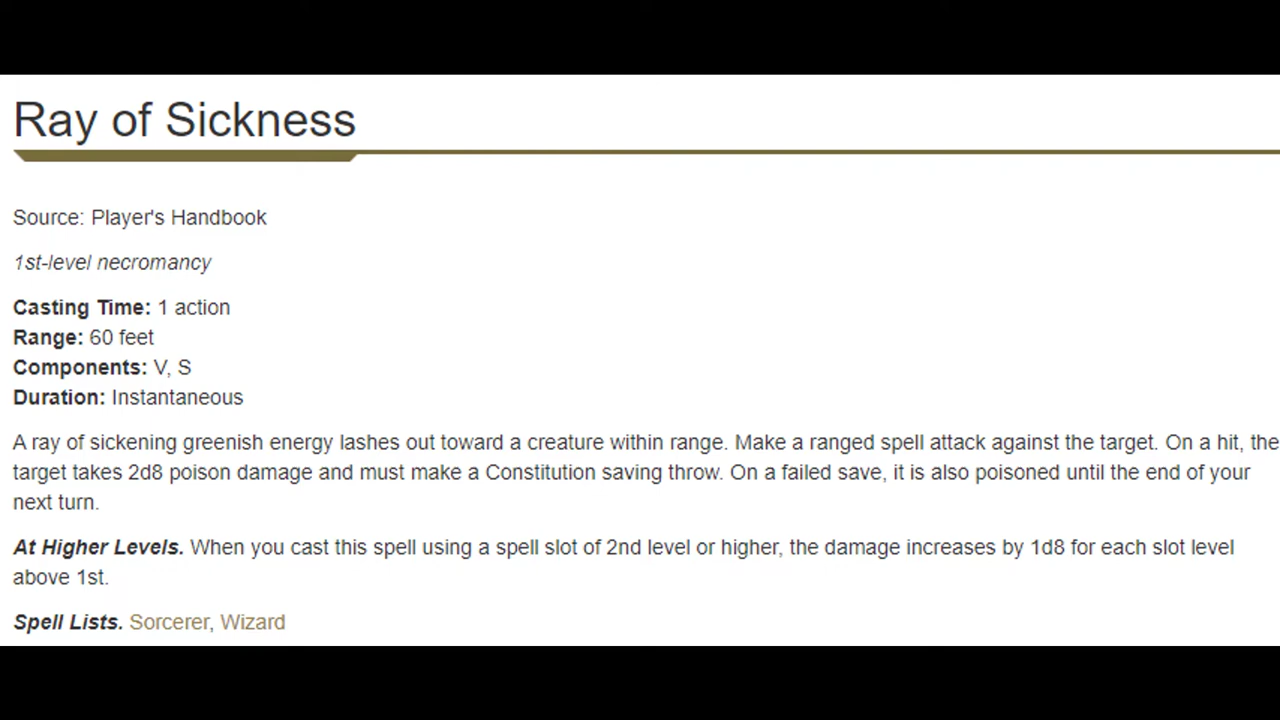 Ray of Sickness
Source: Player's Handbook
1st-level necromancy
Casting Time: 1 action
Range: 60 feet
Components: V, S
Duration: Instantaneous
A ray of sickening greenish energy lashes out toward a creature within range. Make a ranged spell attack against the target. On a hit, the
target takes 2d8 poison damage and must make a Constitution saving throw. On a failed save, it is also poisoned until the end of your
next turn.
At Higher Levels. When you cast this spell using a spell slot of 2nd level or higher, the damage increases by 1d8 for each slot level
above 1st.
Spell Lists. Sorcerer, Wizard